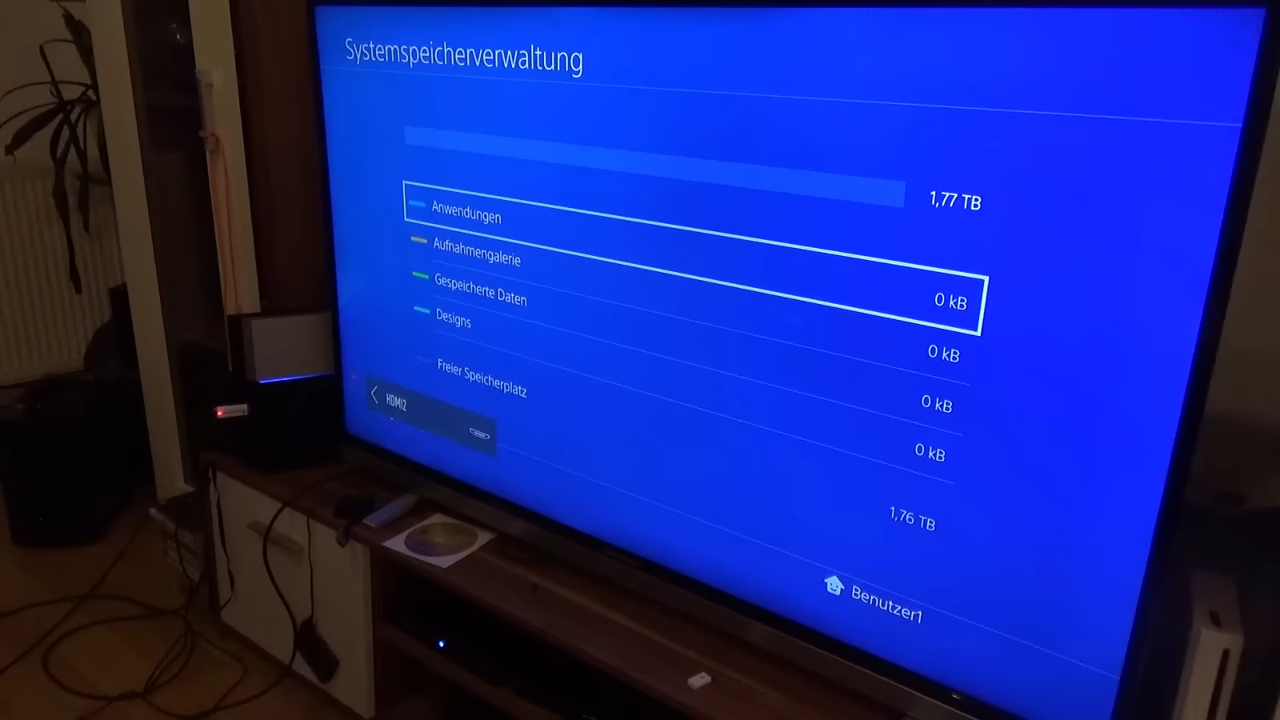 Systemspeicherverwaltung
1,77 TB
Anwendungen 0 kB
Aufnahmengalerie 0 kB
Gespeicherte Daten 0 kB
Designs 0 kB
Freier Speicherplatz 1,76 TB
HDMI2
Benutzer1